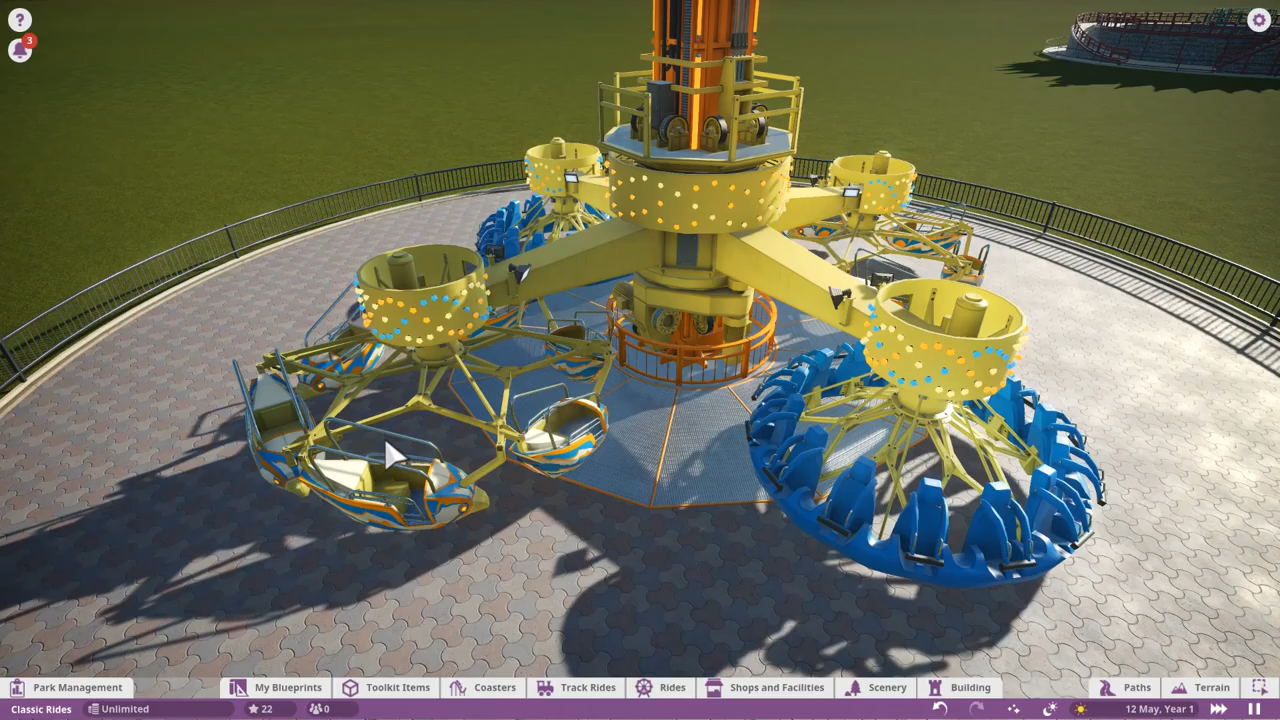 ?
3
Park Management
My Blueprints
Toolkit Items
Coasters
Track Rides
Rides
Shops and Facilities
Scenery
Building
Paths
Terrain
Classic Rides
Unlimited
22
0
12 May, Year 1